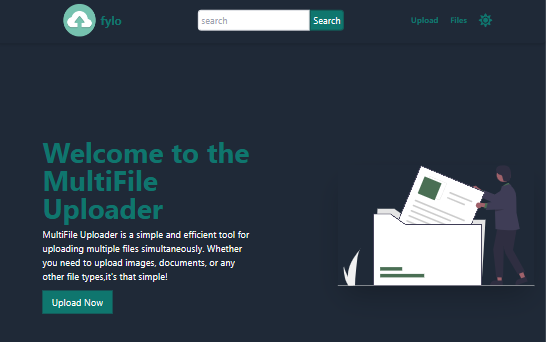 fylo
search
Search
Upload
Files
Welcome to the
MultiFile
Uploader
MultiFile Uploader is a simple and efficient tool for
uploading multiple files simultaneously. Whether
you need to upload images, documents, or any
other file types,it's that simple!
Upload Now